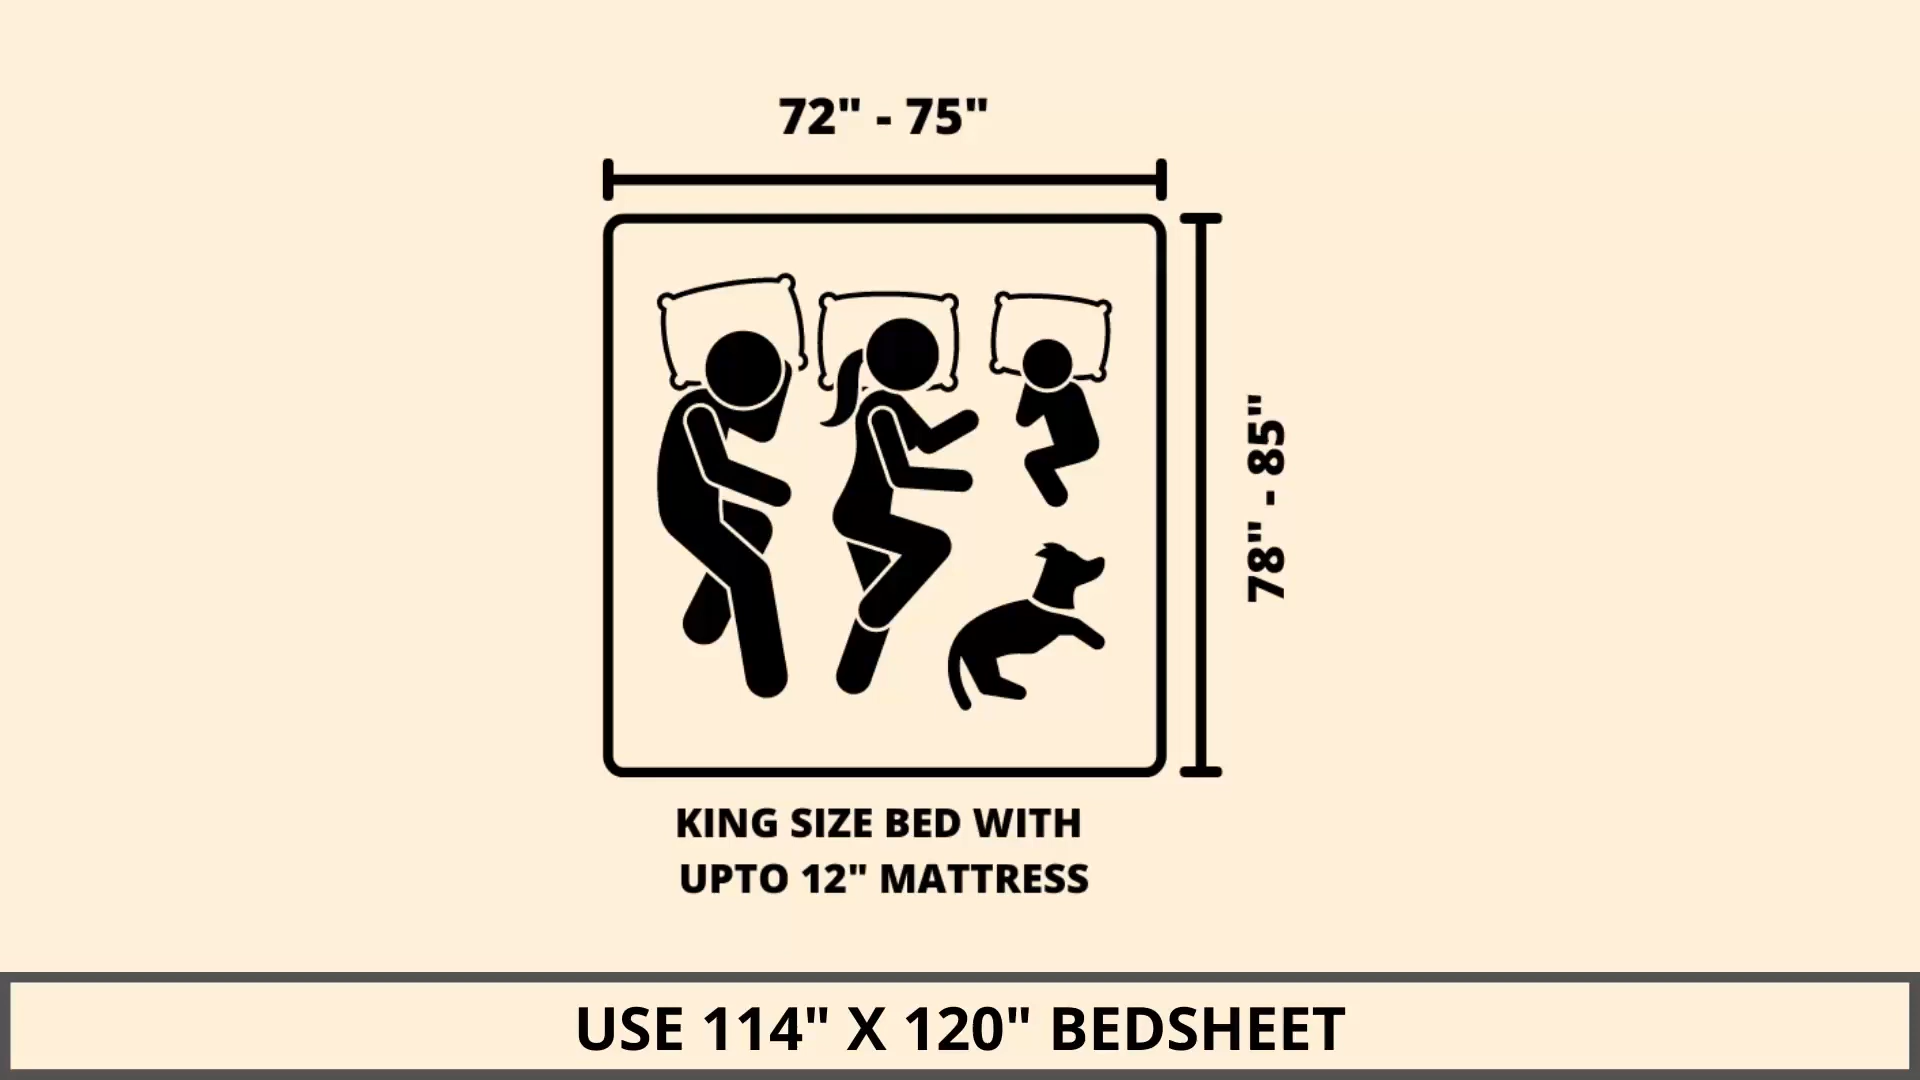 72" - 75"
78" - 85"
KING SIZE BED WITH
UPTO 12" MATTRESS
USE 114" X 120" BEDSHEET